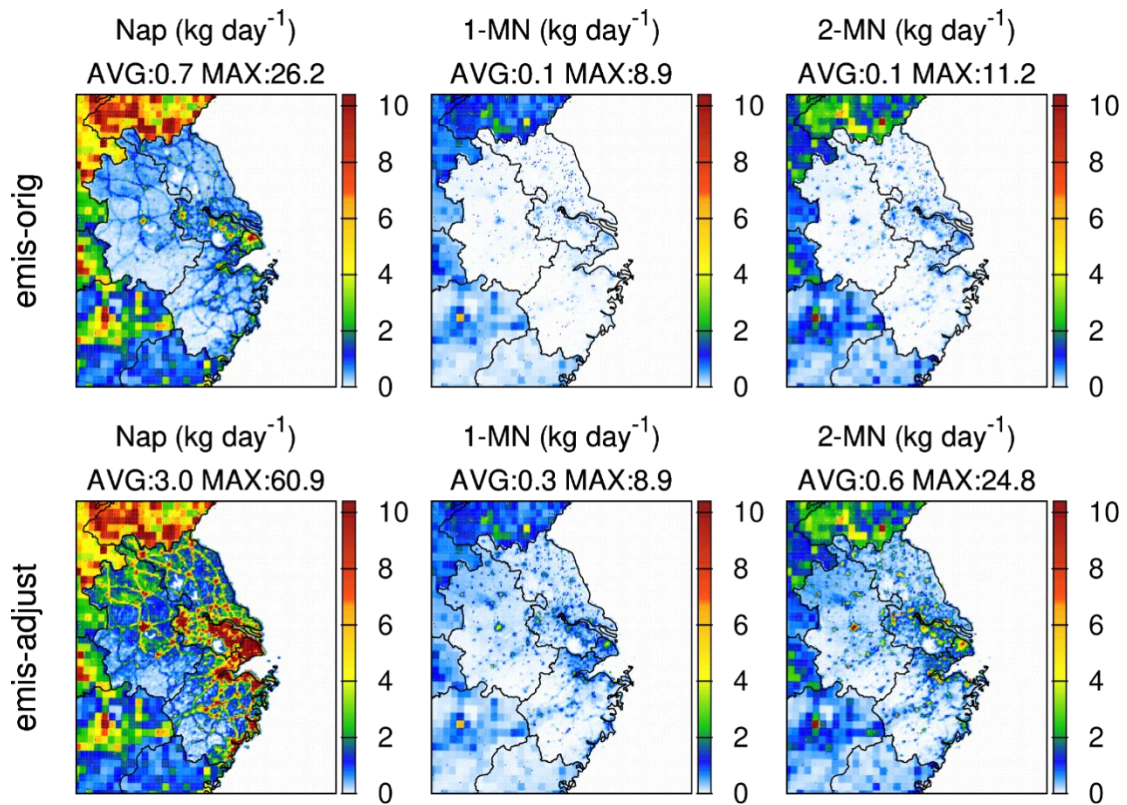 Nap (kg day⁻¹) 1-MN (kg day⁻¹) 2-MN (kg day⁻¹)
AVG:0.7 MAX:26.2 AVG:0.1 MAX:8.9 AVG:0.1 MAX:11.2
emis-orig
10 10 10
8 8 8
6 6 6
4 4 4
2 2 2
0 0 0
Nap (kg day⁻¹) 1-MN (kg day⁻¹) 2-MN (kg day⁻¹)
AVG:3.0 MAX:60.9 AVG:0.3 MAX:8.9 AVG:0.6 MAX:24.8
emis-adjust
10 10 10
8 8 8
6 6 6
4 4 4
2 2 2
0 0 0